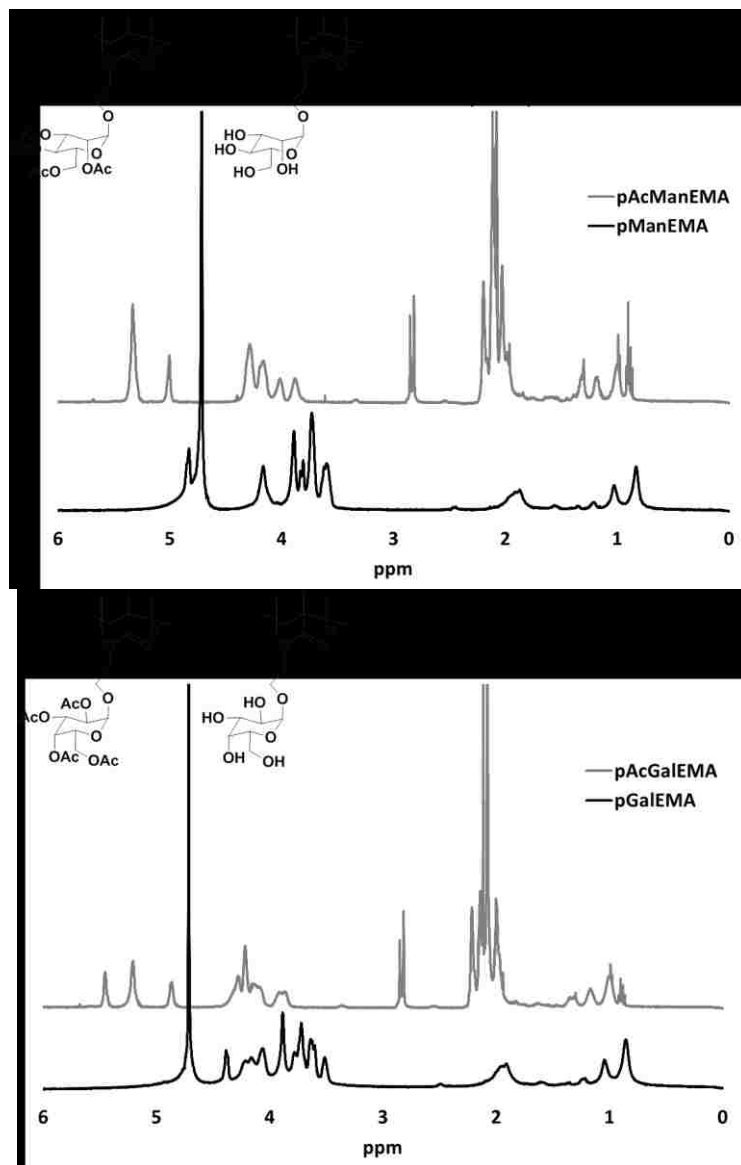 O
O
HO
O
HO
AcO OAc
HO OH
pAcManEMA
pManEMA
6 5 4 3 2 1 0
ppm
O
O
AcO
HO
O
HO
O
OAc OAc
OH OH
pAcGalEMA
pGalEMA
6 5 4 3 2 1 0
ppm